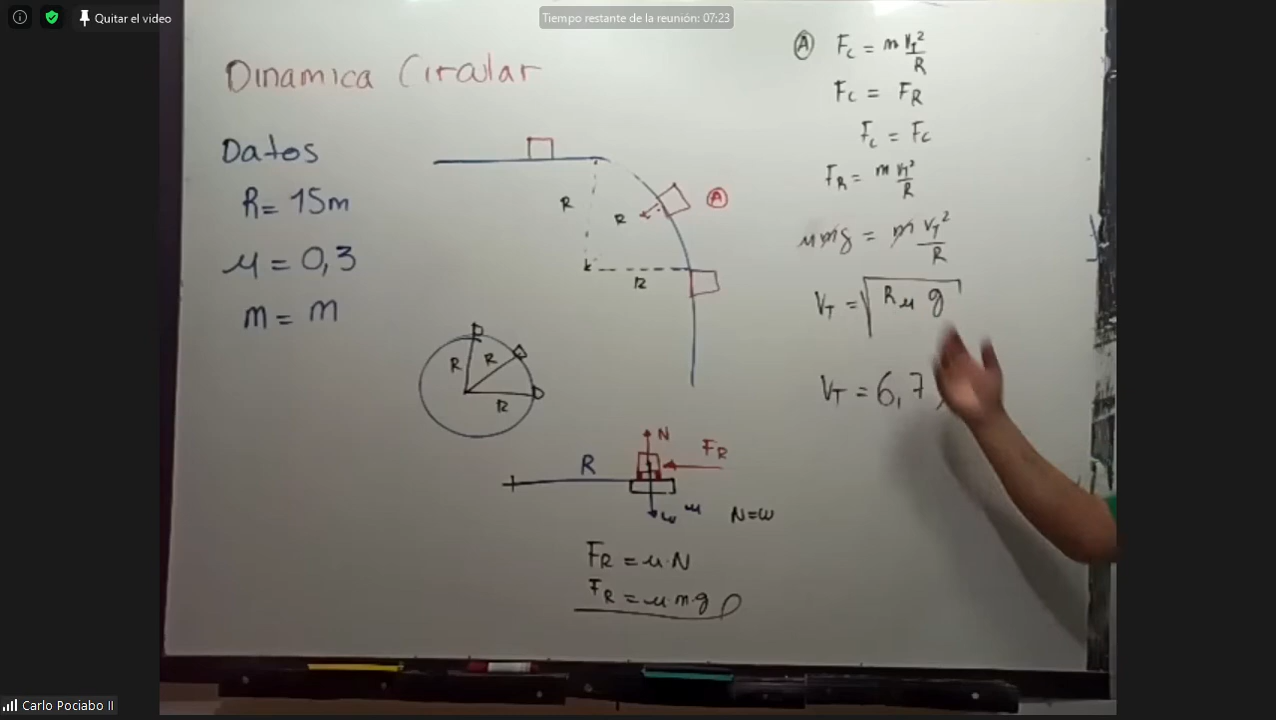 Quitar el video
Tiempo restante de la reunión: 07:23
Dinamica Circular
Datos
R = 15m
μ = 0,3
m = m
R
R
R
A
R
R
R
N
FR
R
w
μ
N=w
FR = μ·N
FR = μ m·g
A Fc = m VT²/R
Fc = FR
Fc = Fc
FR = m VT²/R
μmg = m VT²/R
VT = √R μ g
VT = 6,7
Carlo Pociabo II